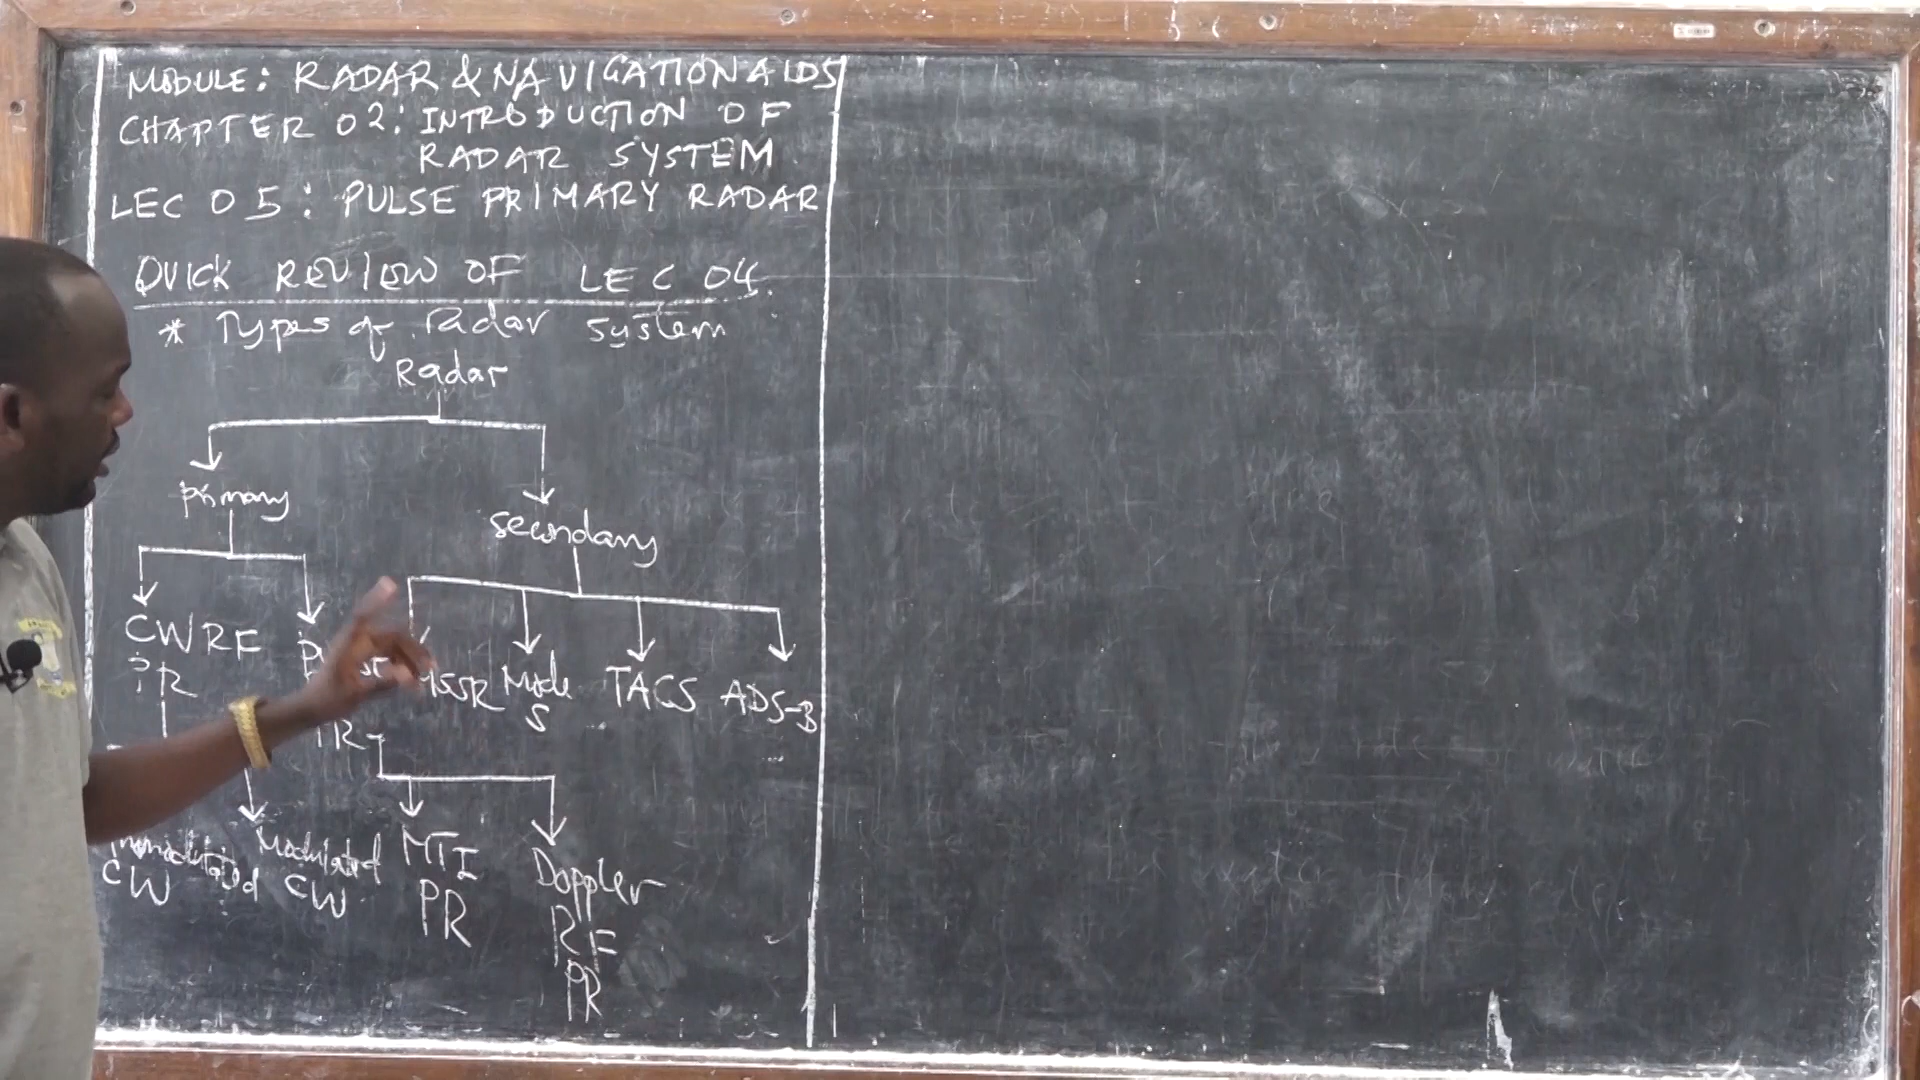 MODULE: RADAR & NAVIGATION AIDS
CHAPTER 02: INTRODUCTION OF
RADAR SYSTEM
LEC 05: PULSE PRIMARY RADAR
QUICK REVIEW OF LEC 04.
* Types of radar system
Radar
primary
secondary
CWRF
PR
MSSR Mode TACS ADS-B
S
PR
Modulated MTI
CW CW PR
Doppler
RF
PR